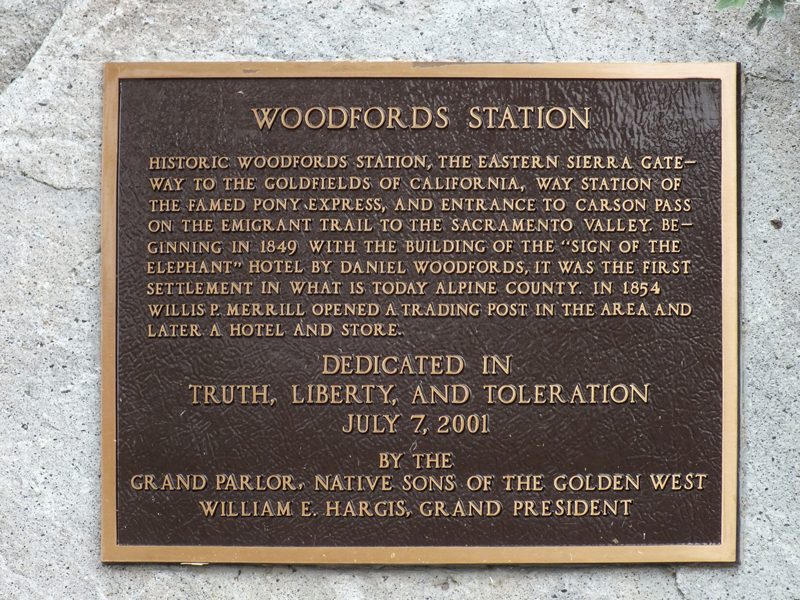 WOODFORDS STATION
HISTORIC WOODFORDS STATION, THE EASTERN SIERRA GATE-
WAY TO THE GOLDFIELDS OF CALIFORNIA, WAY STATION OF
THE FAMED PONY EXPRESS, AND ENTRANCE TO CARSON PASS
ON THE EMIGRANT TRAIL TO THE SACRAMENTO VALLEY. BE-
GINNING IN 1849 WITH THE BUILDING OF THE "SIGN OF THE
ELEPHANT" HOTEL BY DANIEL WOODFORDS, IT WAS THE FIRST
SETTLEMENT IN WHAT IS TODAY ALPINE COUNTY. IN 1854
WILLIS P. MERRILL OPENED A TRADING POST IN THE AREA AND
LATER A HOTEL AND STORE.
DEDICATED IN
TRUTH, LIBERTY, AND TOLERATION
JULY 7, 2001
BY THE
GRAND PARLOR, NATIVE SONS OF THE GOLDEN WEST
WILLIAM E. HARGIS, GRAND PRESIDENT